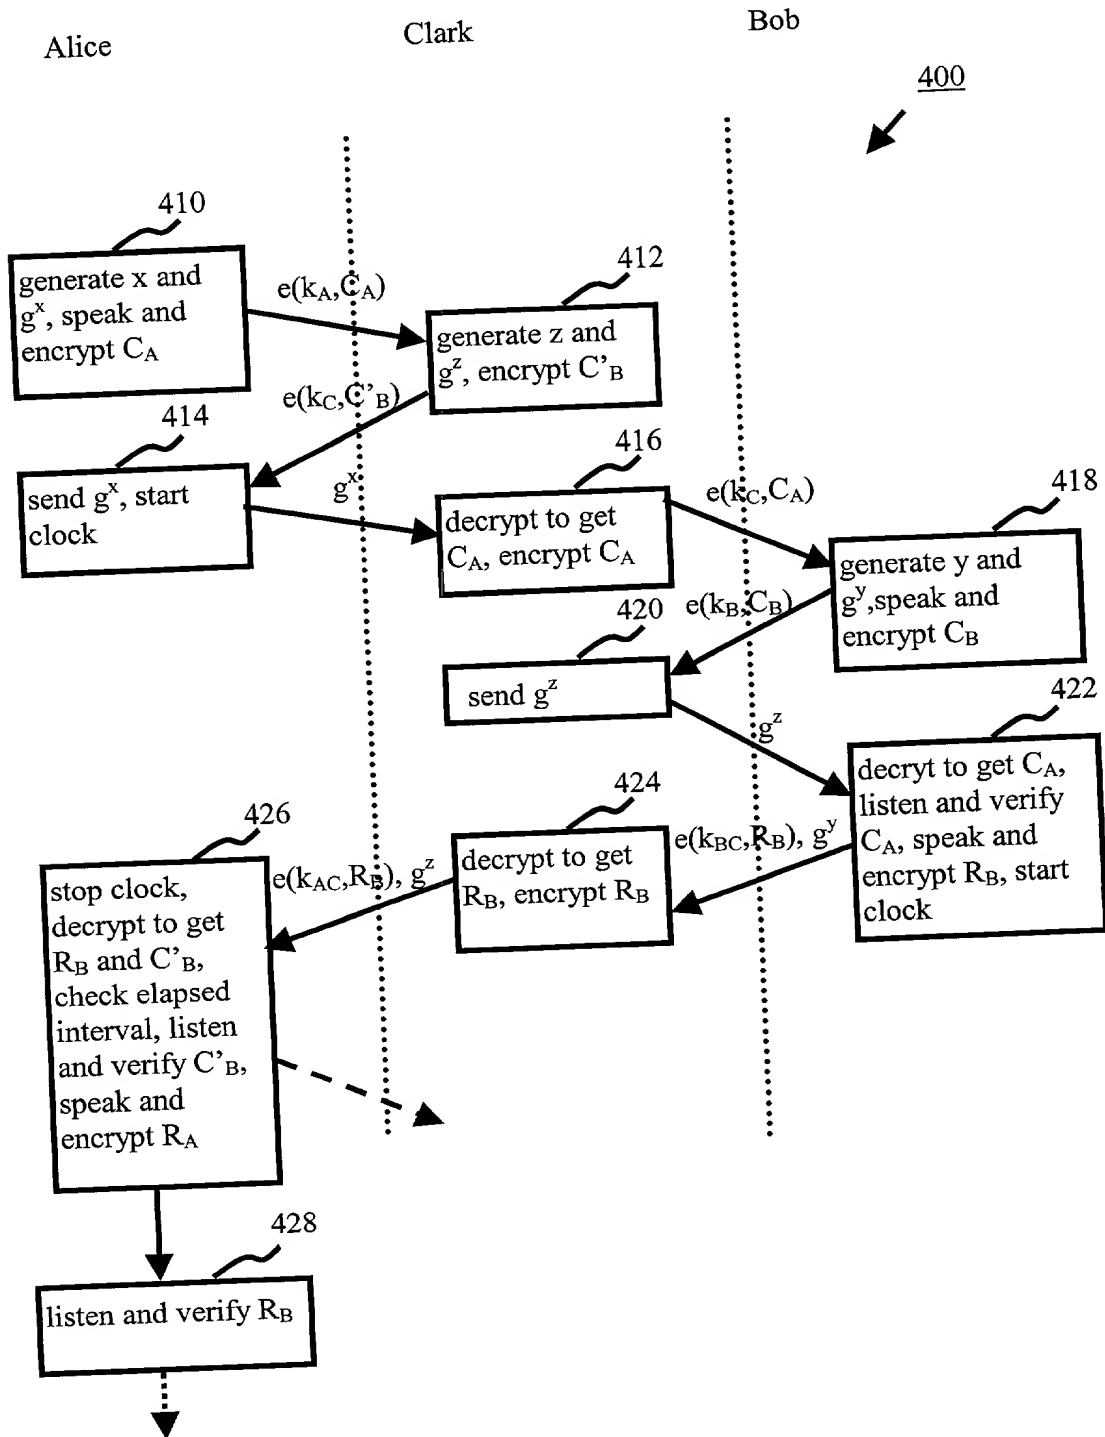 Alice
Clark
Bob
400
410
generate x and
g^x, speak and
encrypt C_A
e(k_A,C_A)
412
generate z and
g^z, encrypt C'_B
e(k_C,C'_B)
414
send g^x, start
clock
g^x
416
decrypt to get
C_A, encrypt C_A
e(k_C,C_A)
418
generate y and
g^y,speak and
encrypt C_B
e(k_B,C_B)
420
send g^z
g^z
422
decryt to get C_A,
listen and verify
C_A, speak and
encrypt R_B, start
clock
e(k_BC,R_B), g^y
424
decrypt to get
R_B, encrypt R_B
e(k_AC,R_B), g^z
426
stop clock,
decrypt to get
R_B and C'_B,
check elapsed
interval, listen
and verify C'_B,
speak and
encrypt R_A
428
listen and verify R_B